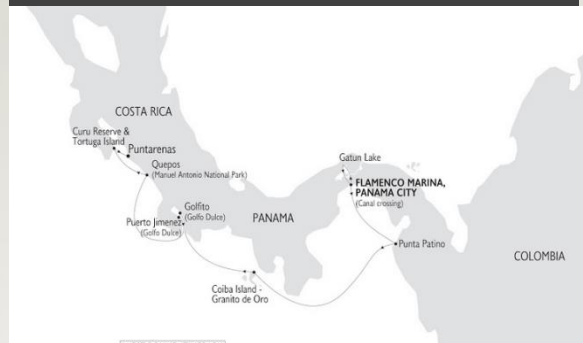 COSTA RICA
Curu Reserve &
Tortuga Island
Puntarenas
Quepos
(Manuel Antonio National Park)
Golfito
(Golfo Dulce)
Puerto Jimenez
(Golfo Dulce)
PANAMA
Coiba Island -
Granito de Oro
Gatun Lake
FLAMENCO MARINA,
PANAMA CITY
(Canal crossing)
Punta Patino
COLOMBIA